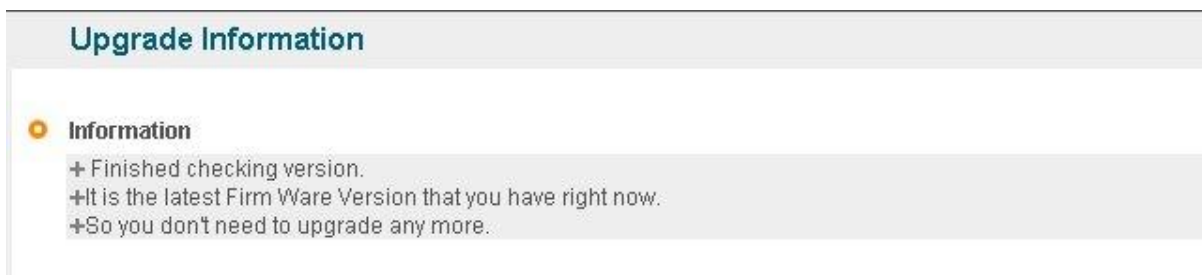 Upgrade Information
Information
+ Finished checking version.
+It is the latest Firm Ware Version that you have right now.
+So you don't need to upgrade any more.